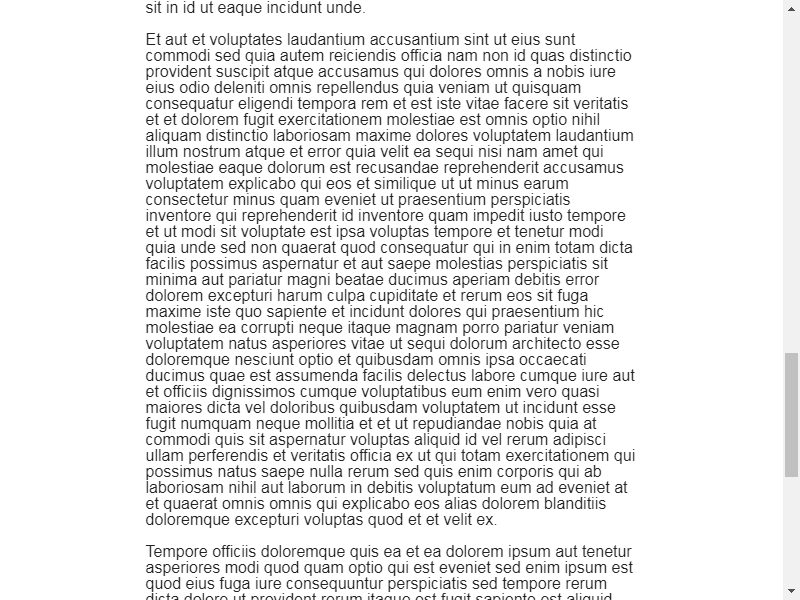 sit in id ut eaque incidunt unde.
Et aut et voluptates laudantium accusantium sint ut eius sunt
commodi sed quia autem reiciendis officia nam non id quas distinctio
provident suscipit atque accusamus qui dolores omnis a nobis iure
eius odio deleniti omnis repellendus quia veniam ut quisquam
consequatur eligendi tempora rem et est iste vitae facere sit veritatis
et et dolorem fugit exercitationem molestiae est omnis optio nihil
aliquam distinctio laboriosam maxime dolores voluptatem laudantium
illum nostrum atque et error quia velit ea sequi nisi nam amet qui
molestiae eaque dolorum est recusandae reprehenderit accusamus
voluptatem explicabo qui eos et similique ut ut minus earum
consectetur minus quam eveniet ut praesentium perspiciatis
inventore qui reprehenderit id inventore quam impedit iusto tempore
et ut modi sit voluptate est ipsa voluptas tempore et tenetur modi
quia unde sed non quaerat quod consequatur qui in enim totam dicta
facilis possimus aspernatur et aut saepe molestias perspiciatis sit
minima aut pariatur magni beatae ducimus aperiam debitis error
dolorem excepturi harum culpa cupiditate et rerum eos sit fuga
maxime iste quo sapiente et incidunt dolores qui praesentium hic
molestiae ea corrupti neque itaque magnam porro pariatur veniam
voluptatem natus asperiores vitae ut sequi dolorum architecto esse
doloremque nesciunt optio et quibusdam omnis ipsa occaecati
ducimus quae est assumenda facilis delectus labore cumque iure aut
et officiis dignissimos cumque voluptatibus eum enim vero quasi
maiores dicta vel doloribus quibusdam voluptatem ut incidunt esse
fugit numquam neque mollitia et et ut repudiandae nobis quia at
commodi quis sit aspernatur voluptas aliquid id vel rerum adipisci
ullam perferendis et veritatis officia ex ut qui totam exercitationem qui
possimus natus saepe nulla rerum sed quis enim corporis qui ab
laboriosam nihil aut laborum in debitis voluptatum eum ad eveniet at
et quaerat omnis omnis qui explicabo eos alias dolorem blanditiis
doloremque excepturi voluptas quod et et velit ex.
Tempore officiis doloremque quis ea et ea dolorem ipsum aut tenetur
asperiores modi quod quam optio qui est eveniet sed enim ipsum est
quod eius fuga iure consequuntur perspiciatis sed tempore rerum
dicta dolore ut provident rerum itaque est fugit sapiente est aliquid